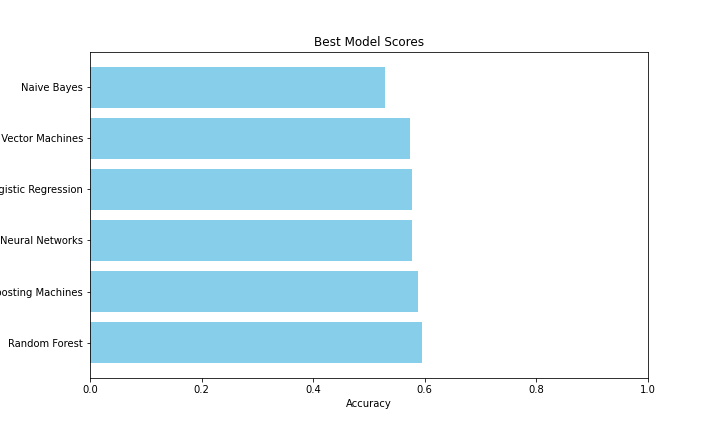 Best Model Scores
Naive Bayes
Vector Machines
gistic Regression
Neural Networks
osting Machines
Random Forest
0.0 0.2 0.4 0.6 0.8 1.0
Accuracy